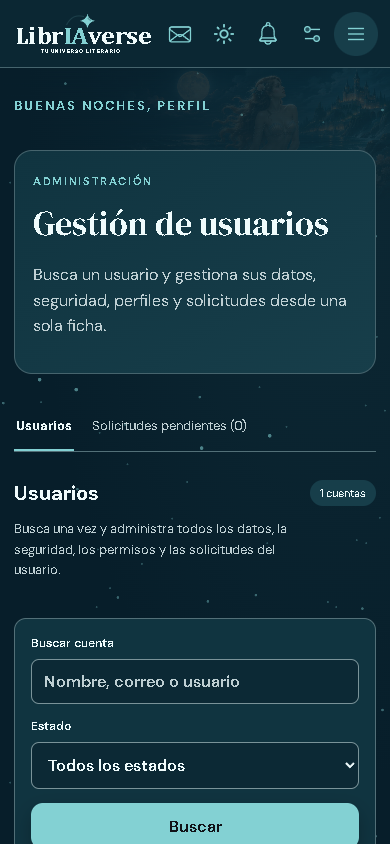 LibrIAverse
TU UNIVERSO LITERARIO
BUENAS NOCHES, PERFIL
ADMINISTRACIÓN
Gestión de usuarios
Busca un usuario y gestiona sus datos,
seguridad, perfiles y solicitudes desde una
sola ficha.
Usuarios
Solicitudes pendientes (0)
Usuarios
1 cuentas
Busca una vez y administra todos los datos, la
seguridad, los permisos y las solicitudes del
usuario.
Buscar cuenta
Nombre, correo o usuario
Estado
Todos los estados
Buscar